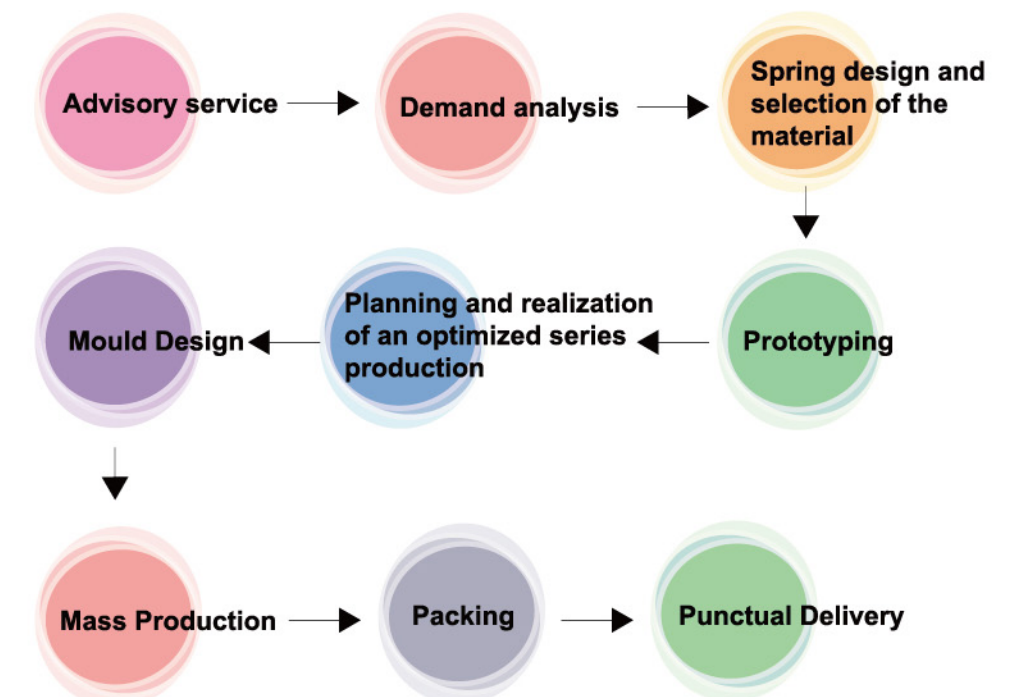 Advisory service
Demand analysis
Spring design and
selection of the
material
Prototyping
Planning and realization
of an optimized series
production
Mould Design
Mass Production
Packing
Punctual Delivery